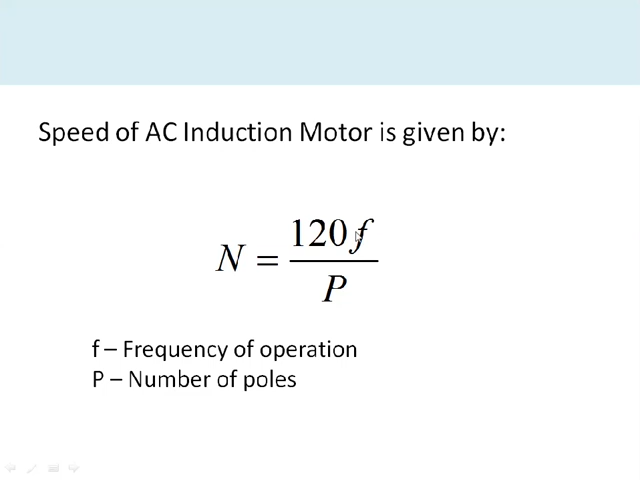 Speed of AC Induction Motor is given by:
N = 120f / P
f – Frequency of operation
P – Number of poles